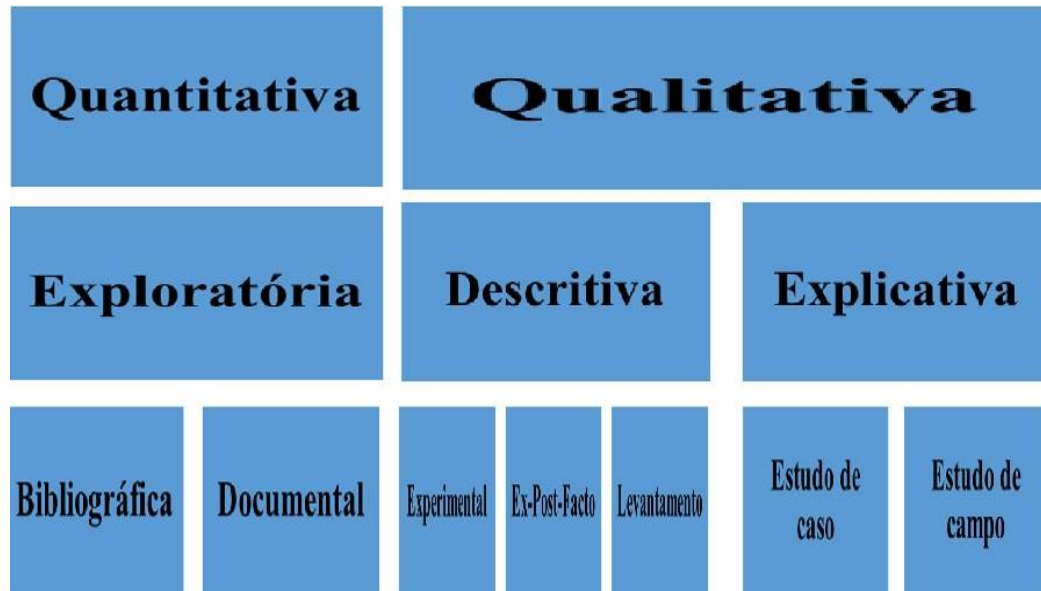 Quantitativa
Qualitativa
Exploratória
Descritiva
Explicativa
Bibliográfica
Documental
Experimental
Ex-Post-Facto
Levantamento
Estudo de
caso
Estudo de
campo